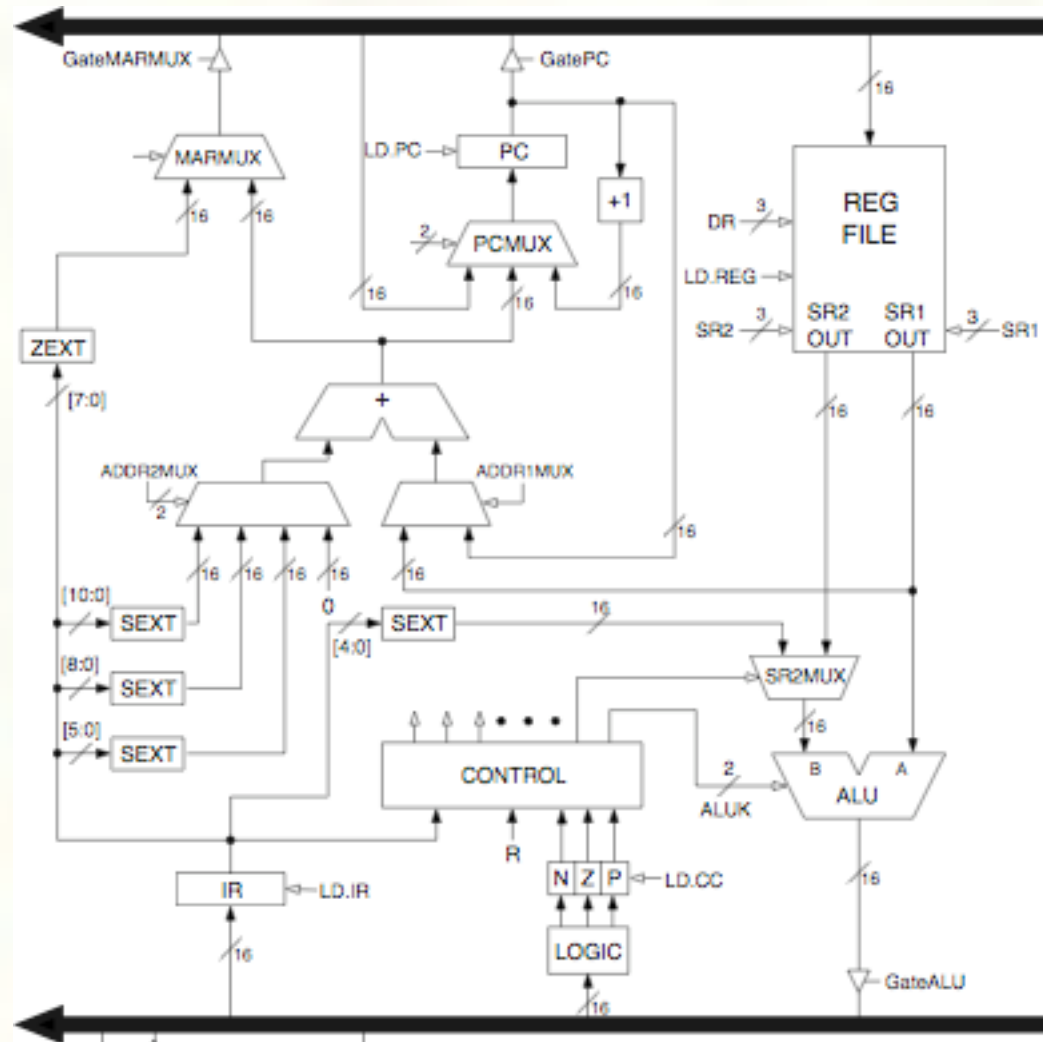 GateMARMUX
GatePC
16
LD.PC
PC
MARMUX
16
16
+1
REG
FILE
DR
3
2
PCMUX
LD.REG
16
16
16
SR2
3
SR2
OUT
SR1
OUT
3
SR1
ZEXT
[7:0]
+
16
16
ADDR2MUX
2
ADDR1MUX
16
16
16
16
16
16
0
[10:0]
SEXT
[4:0]
SEXT
16
[8:0]
SEXT
SR2MUX
16
[5:0]
SEXT
CONTROL
2
ALUK
B
A
ALU
R
IR
LD.IR
N
Z
P
LD.CC
16
16
LOGIC
16
GateALU